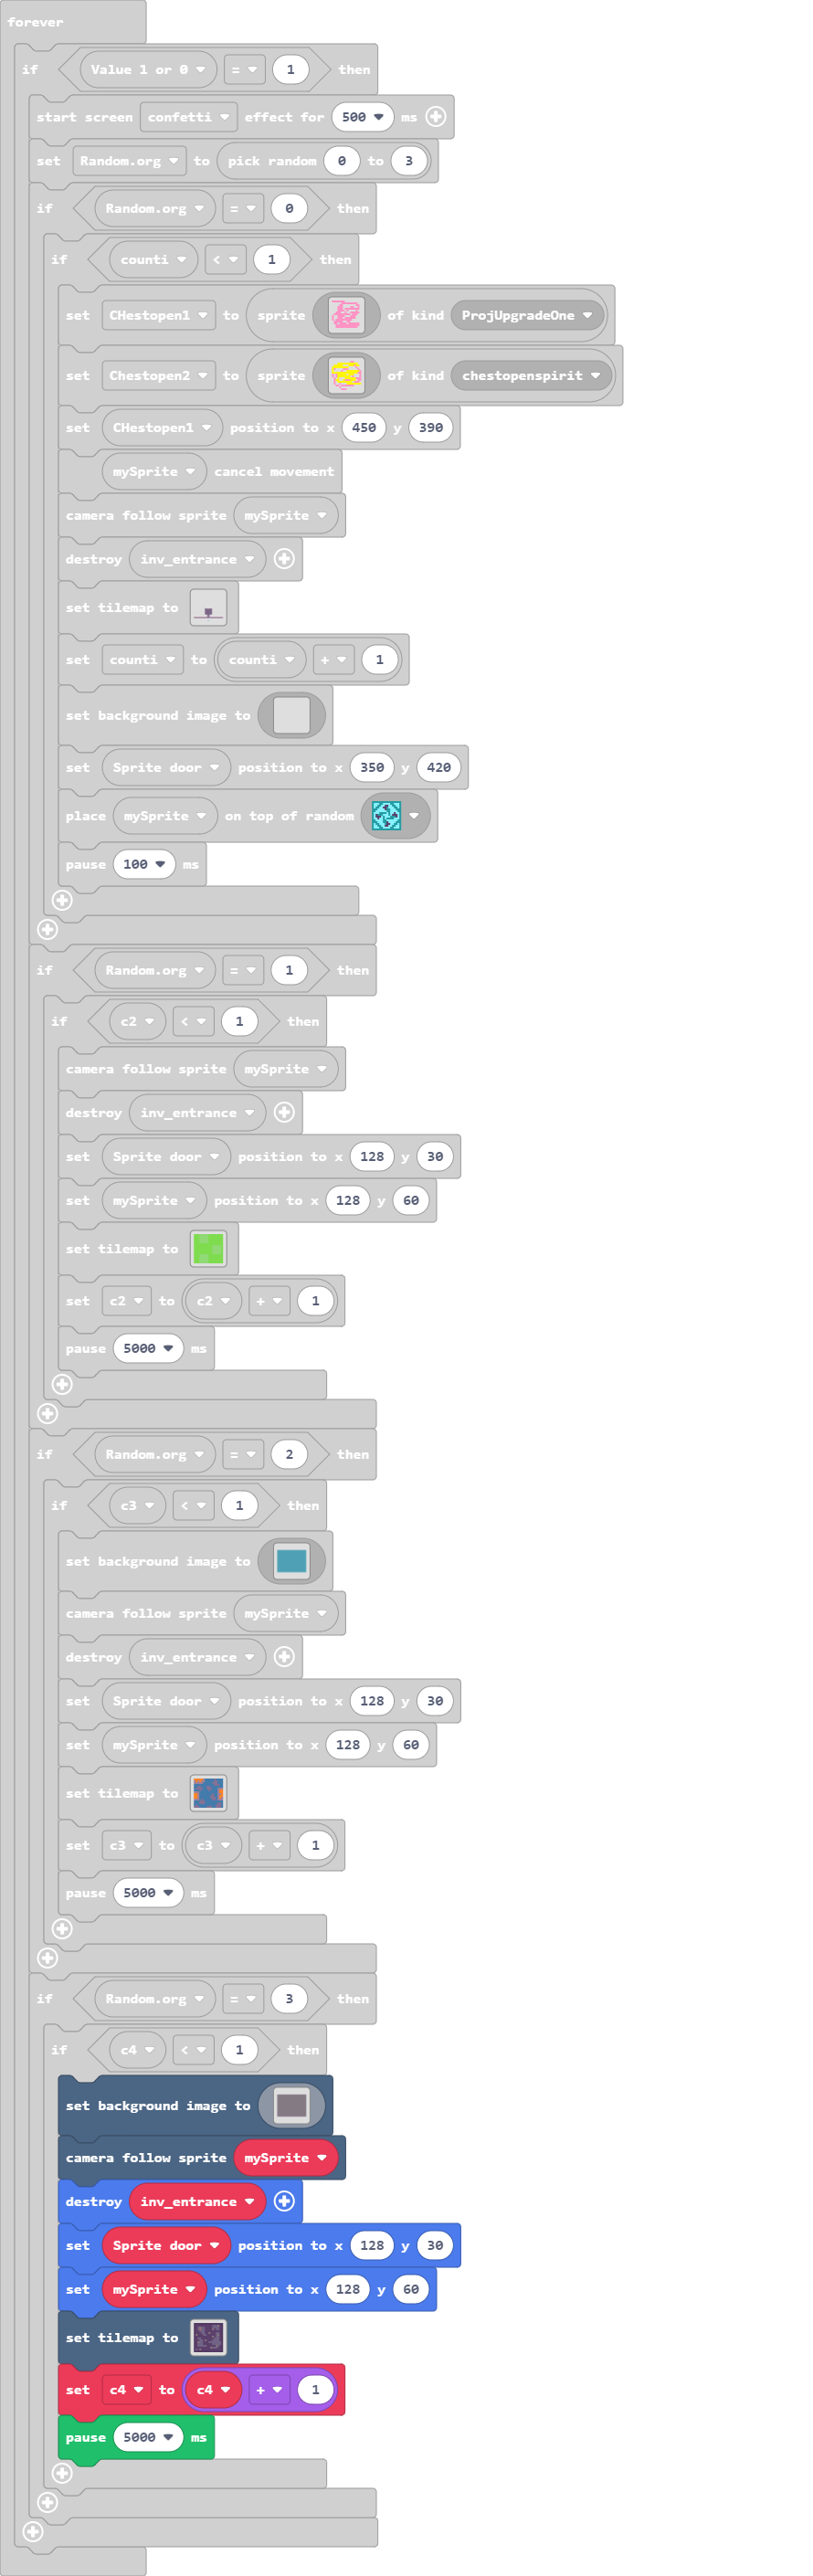 forever
if Value 1 or 0 = 1 then
start screen confetti effect for 500 ms
set Random.org to pick random 0 to 3
if Random.org = 0 then
if counti < 1 then
set CHestopen1 to sprite of kind ProjUpgradeOne
set Chestopen2 to sprite of kind chestopenspirit
set CHestopen1 position to x 450 y 390
mySprite cancel movement
camera follow sprite mySprite
destroy inv_entrance
set tilemap to
set counti to counti + 1
set background image to
set Sprite door position to x 350 y 420
place mySprite on top of random
pause 100 ms
if Random.org = 1 then
if c2 < 1 then
camera follow sprite mySprite
destroy inv_entrance
set Sprite door position to x 128 y 30
set mySprite position to x 128 y 60
set tilemap to
set c2 to c2 + 1
pause 5000 ms
if Random.org = 2 then
if c3 < 1 then
set background image to
camera follow sprite mySprite
destroy inv_entrance
set Sprite door position to x 128 y 30
set mySprite position to x 128 y 60
set tilemap to
set c3 to c3 + 1
pause 5000 ms
if Random.org = 3 then
if c4 < 1 then
set background image to
camera follow sprite mySprite
destroy inv_entrance
set Sprite door position to x 128 y 30
set mySprite position to x 128 y 60
set tilemap to
set c4 to c4 + 1
pause 5000 ms